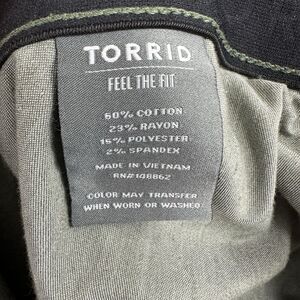 TORRID
FEEL THE FIT
60% COTTON
23% RAYON
15% POLYESTER
2% SPANDEX
MADE IN VIETNAM
RN#148862
COLOR MAY TRANSFER
WHEN WORN OR WASHED